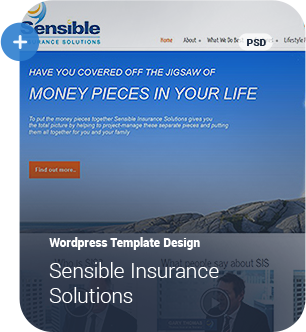 Sensible
INSURANCE SOLUTIONS
Home About What We Do Lifestyle
PSD
HAVE YOU COVERED OFF THE JIGSAW OF
MONEY PIECES IN YOUR LIFE
To put the money pieces together Sensible Insurance Solutions gives you
the total picture by helping to project-manage these separate pieces and putting
them all together for you and your family
Find out more..
Wordpress Template Design
What people say about SIS
Sensible Insurance
Solutions